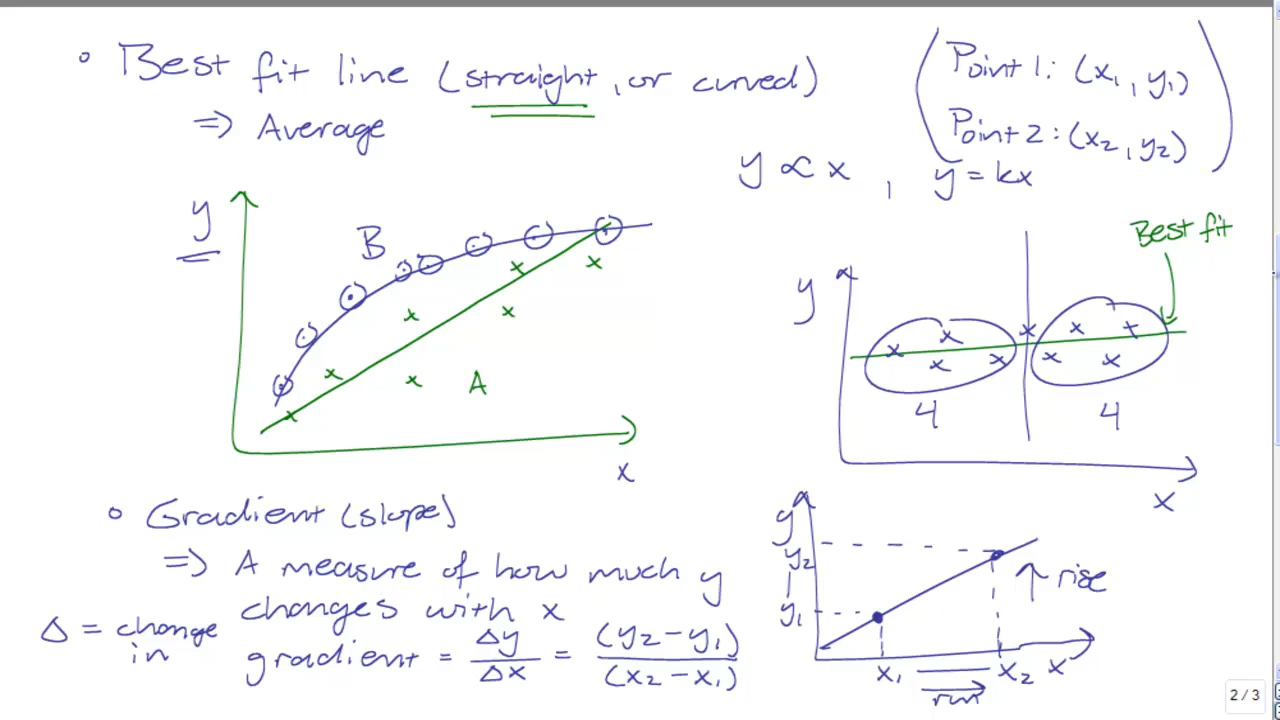 ° Best fit line (straight, or curved)
⇒ Average
(Point 1: (x₁, y₁)
Point 2: (x₂, y₂))
y ∝ x , y = kx
y
B
A
x
Best fit
y
4
4
x
° Gradient (slope)
⇒ A measure of how much y
changes with x
Δ = change
in
gradient = Δy/Δx = (y₂-y₁)/(x₂-x₁)
y
y₂
y₁
rise
x₁
x₂
x
run
2 / 3